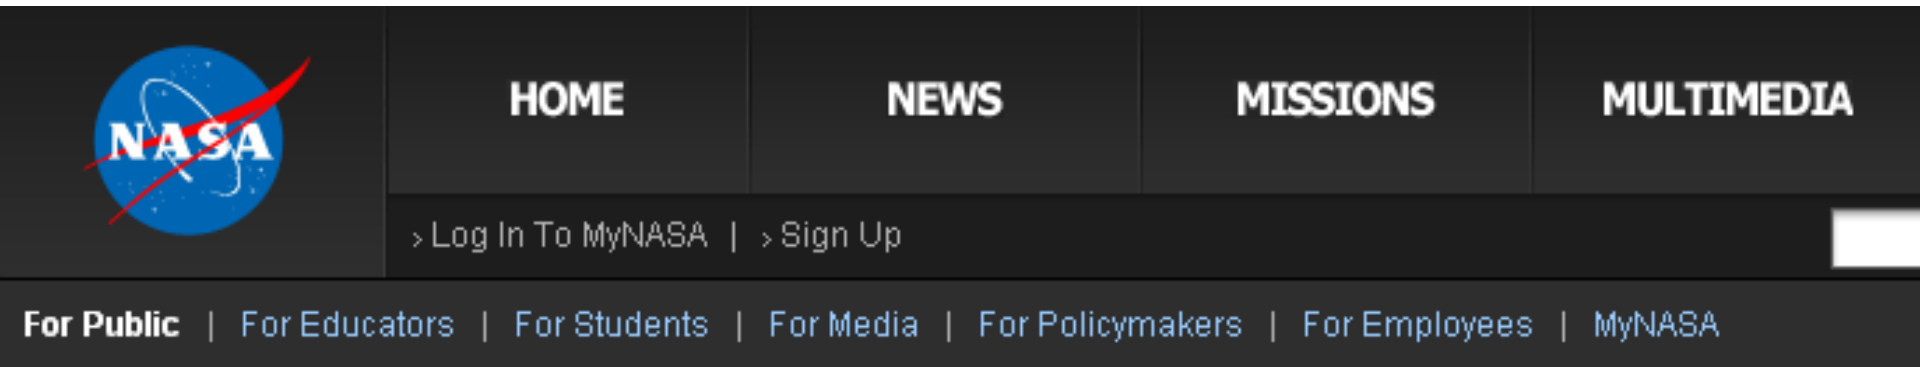 NASA
HOME NEWS MISSIONS MULTIMEDIA
› Log In To MyNASA | › Sign Up
For Public | For Educators | For Students | For Media | For Policymakers | For Employees | MyNASA